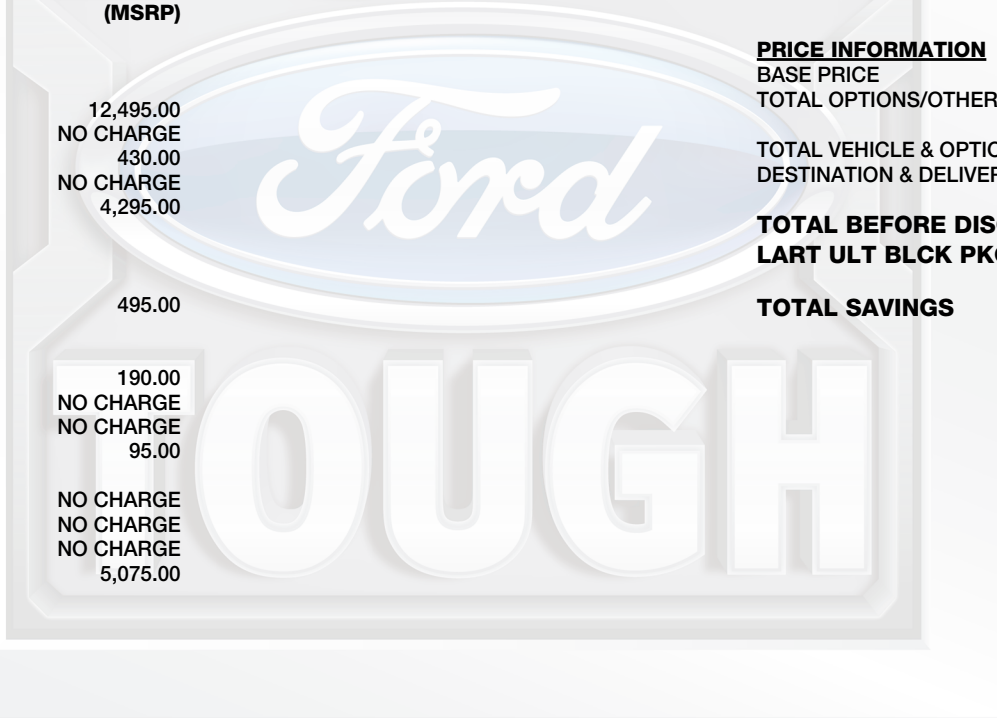 (MSRP)
12,495.00
NO CHARGE
430.00
NO CHARGE
4,295.00
495.00
190.00
NO CHARGE
NO CHARGE
95.00
NO CHARGE
NO CHARGE
NO CHARGE
5,075.00
PRICE INFORMATION
BASE PRICE
TOTAL OPTIONS/OTHER
TOTAL VEHICLE & OPTIO
DESTINATION & DELIVER
TOTAL BEFORE DIS
LART ULT BLCK PK
TOTAL SAVINGS
Ford
TOUGH